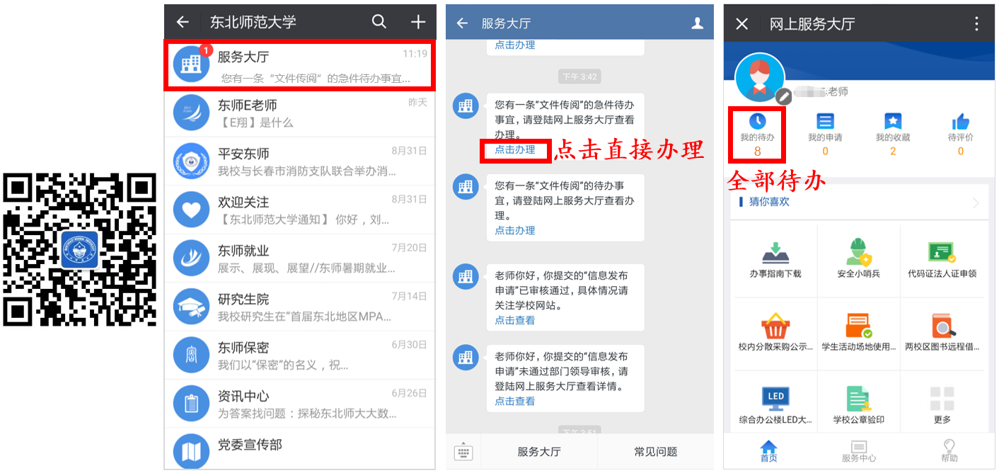 东北师范大学
1
服务大厅
11:19
您有一条“文件传阅”的急件待办事宜...
东师E老师
昨天
【E翔】是什么
平安东师
8月31日
我校与长春市消防支队联合举办消...
欢迎关注
8月31日
【东北师范大学通知】 你好，刘...
东师就业
7月20日
展示、展现、展望//东师暑期就业...
研究生院
7月14日
我校研究生在“首届东北地区MPA...
东师保密
6月30日
我们以“保密”的名义，祝...
资讯中心
6月26日
为答案找问题：探秘东北师大大数...
党委宣传部
服务大厅
点击办理
下午 3:42
您有一条“文件传阅”的急件待办
事宜，请登陆网上服务大厅查看
办理。
点击办理
点击直接办理
您有一条“文件传阅”的待办事
宜，请登陆网上服务大厅查看办
理。
点击办理
老师你好，你提交的“信息发布
申请”已审核通过，具体情况请
关注学校网站。
点击查看
老师你好，你提交的“信息发布
申请”未通过部门领导审核，请
登陆网上服务大厅查看详情。
点击查看
下午 3:51
服务大厅
常见问题
网上服务大厅
老师
我的待办
8
我的申请
0
我的收藏
2
待评价
0
全部待办
猜你喜欢
办事指南下载
安全小哨兵
代码证法人证申领
校内分散采购公示...
学生活动场地使用...
两校区图书远程借...
LED
综合办公楼LED大...
学校公章验印
更多
首页
服务中心
帮助